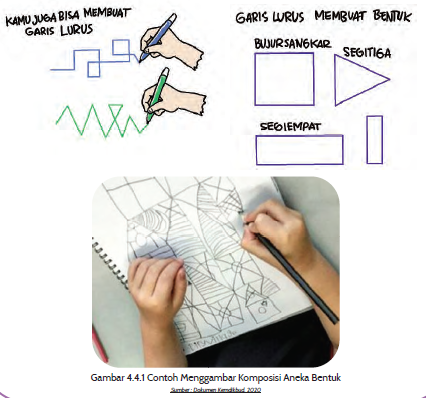 KAMU JUGA BISA MEMBUAT
GARIS LURUS
GARIS LURUS MEMBUAT BENTUK
BUJURSANGKAR
SEGITIGA
SEGIEMPAT
Gambar 4.4.1 Contoh Menggambar Komposisi Aneka Bentuk
Sumber : Dokumen Kemdikbud, 2020